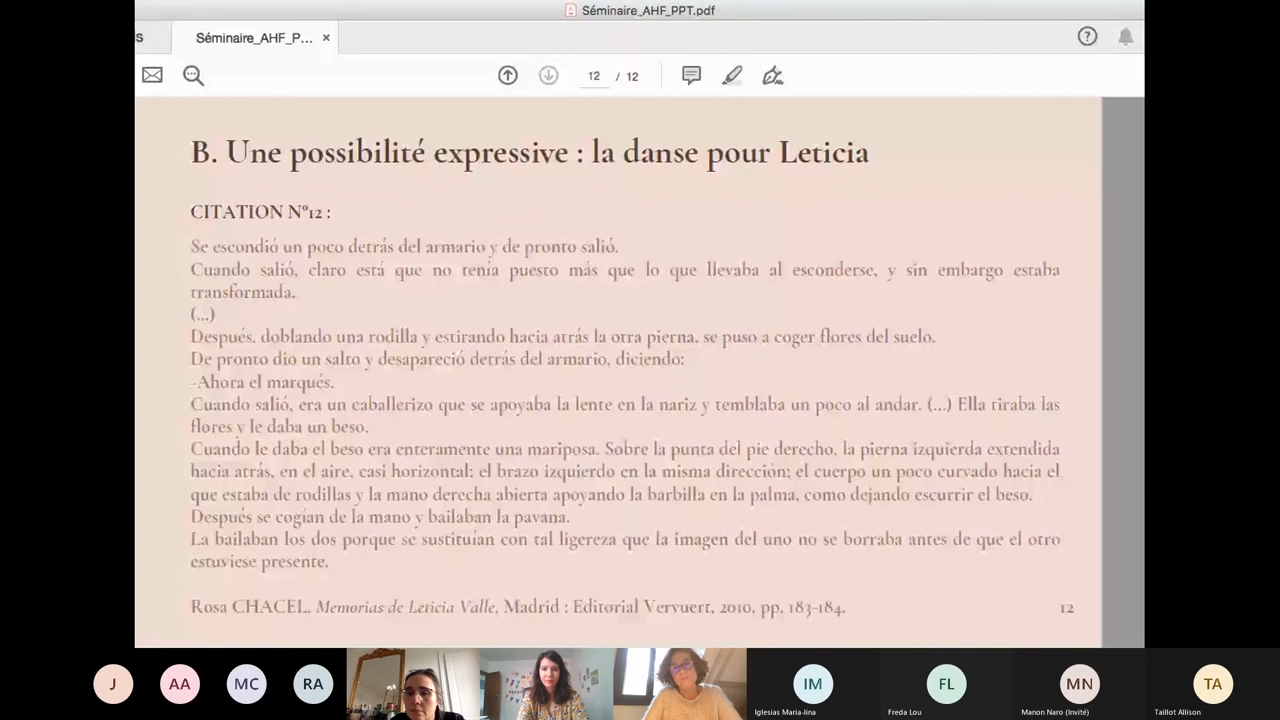 Séminaire_AHF_PPT.pdf
s
Séminaire_AHF_P... ×
?
12 / 12
B. Une possibilité expressive : la danse pour Leticia
CITATION N°12 :
Se escondió un poco detrás del armario y de pronto salió.
Cuando salió, claro está que no tenía puesto más que lo que llevaba al esconderse, y sin embargo estaba
transformada.
(...)
Después, doblando una rodilla y estirando hacia atrás la otra pierna, se puso a coger flores del suelo.
De pronto dio un salto y desapareció detrás del armario, diciendo:
-Ahora el marqués.
Cuando salió, era un caballerizo que se apoyaba la lente en la nariz y temblaba un poco al andar. (...) Ella tiraba las
flores y le daba un beso.
Cuando le daba el beso era enteramente una mariposa. Sobre la punta del pie derecho, la pierna izquierda extendida
hacia atrás, en el aire, casi horizontal; el brazo izquierdo en la misma dirección; el cuerpo un poco curvado hacia el
que estaba de rodillas y la mano derecha abierta apoyando la barbilla en la palma, como dejando escurrir el beso.
Después se cogían de la mano y bailaban la pavana.
La bailaban los dos porque se sustituían con tal ligereza que la imagen del uno no se borraba antes de que el otro
estuviese presente.
Rosa CHACEL, Memorias de Leticia Valle, Madrid : Editorial Vervuert, 2010, pp. 183-184.
12
J
AA
MC
RA
IM
FL
MN
TA
Iglesias Maria-lina
Freda Lou
Manon Naro (Invité)
Taillot Allison